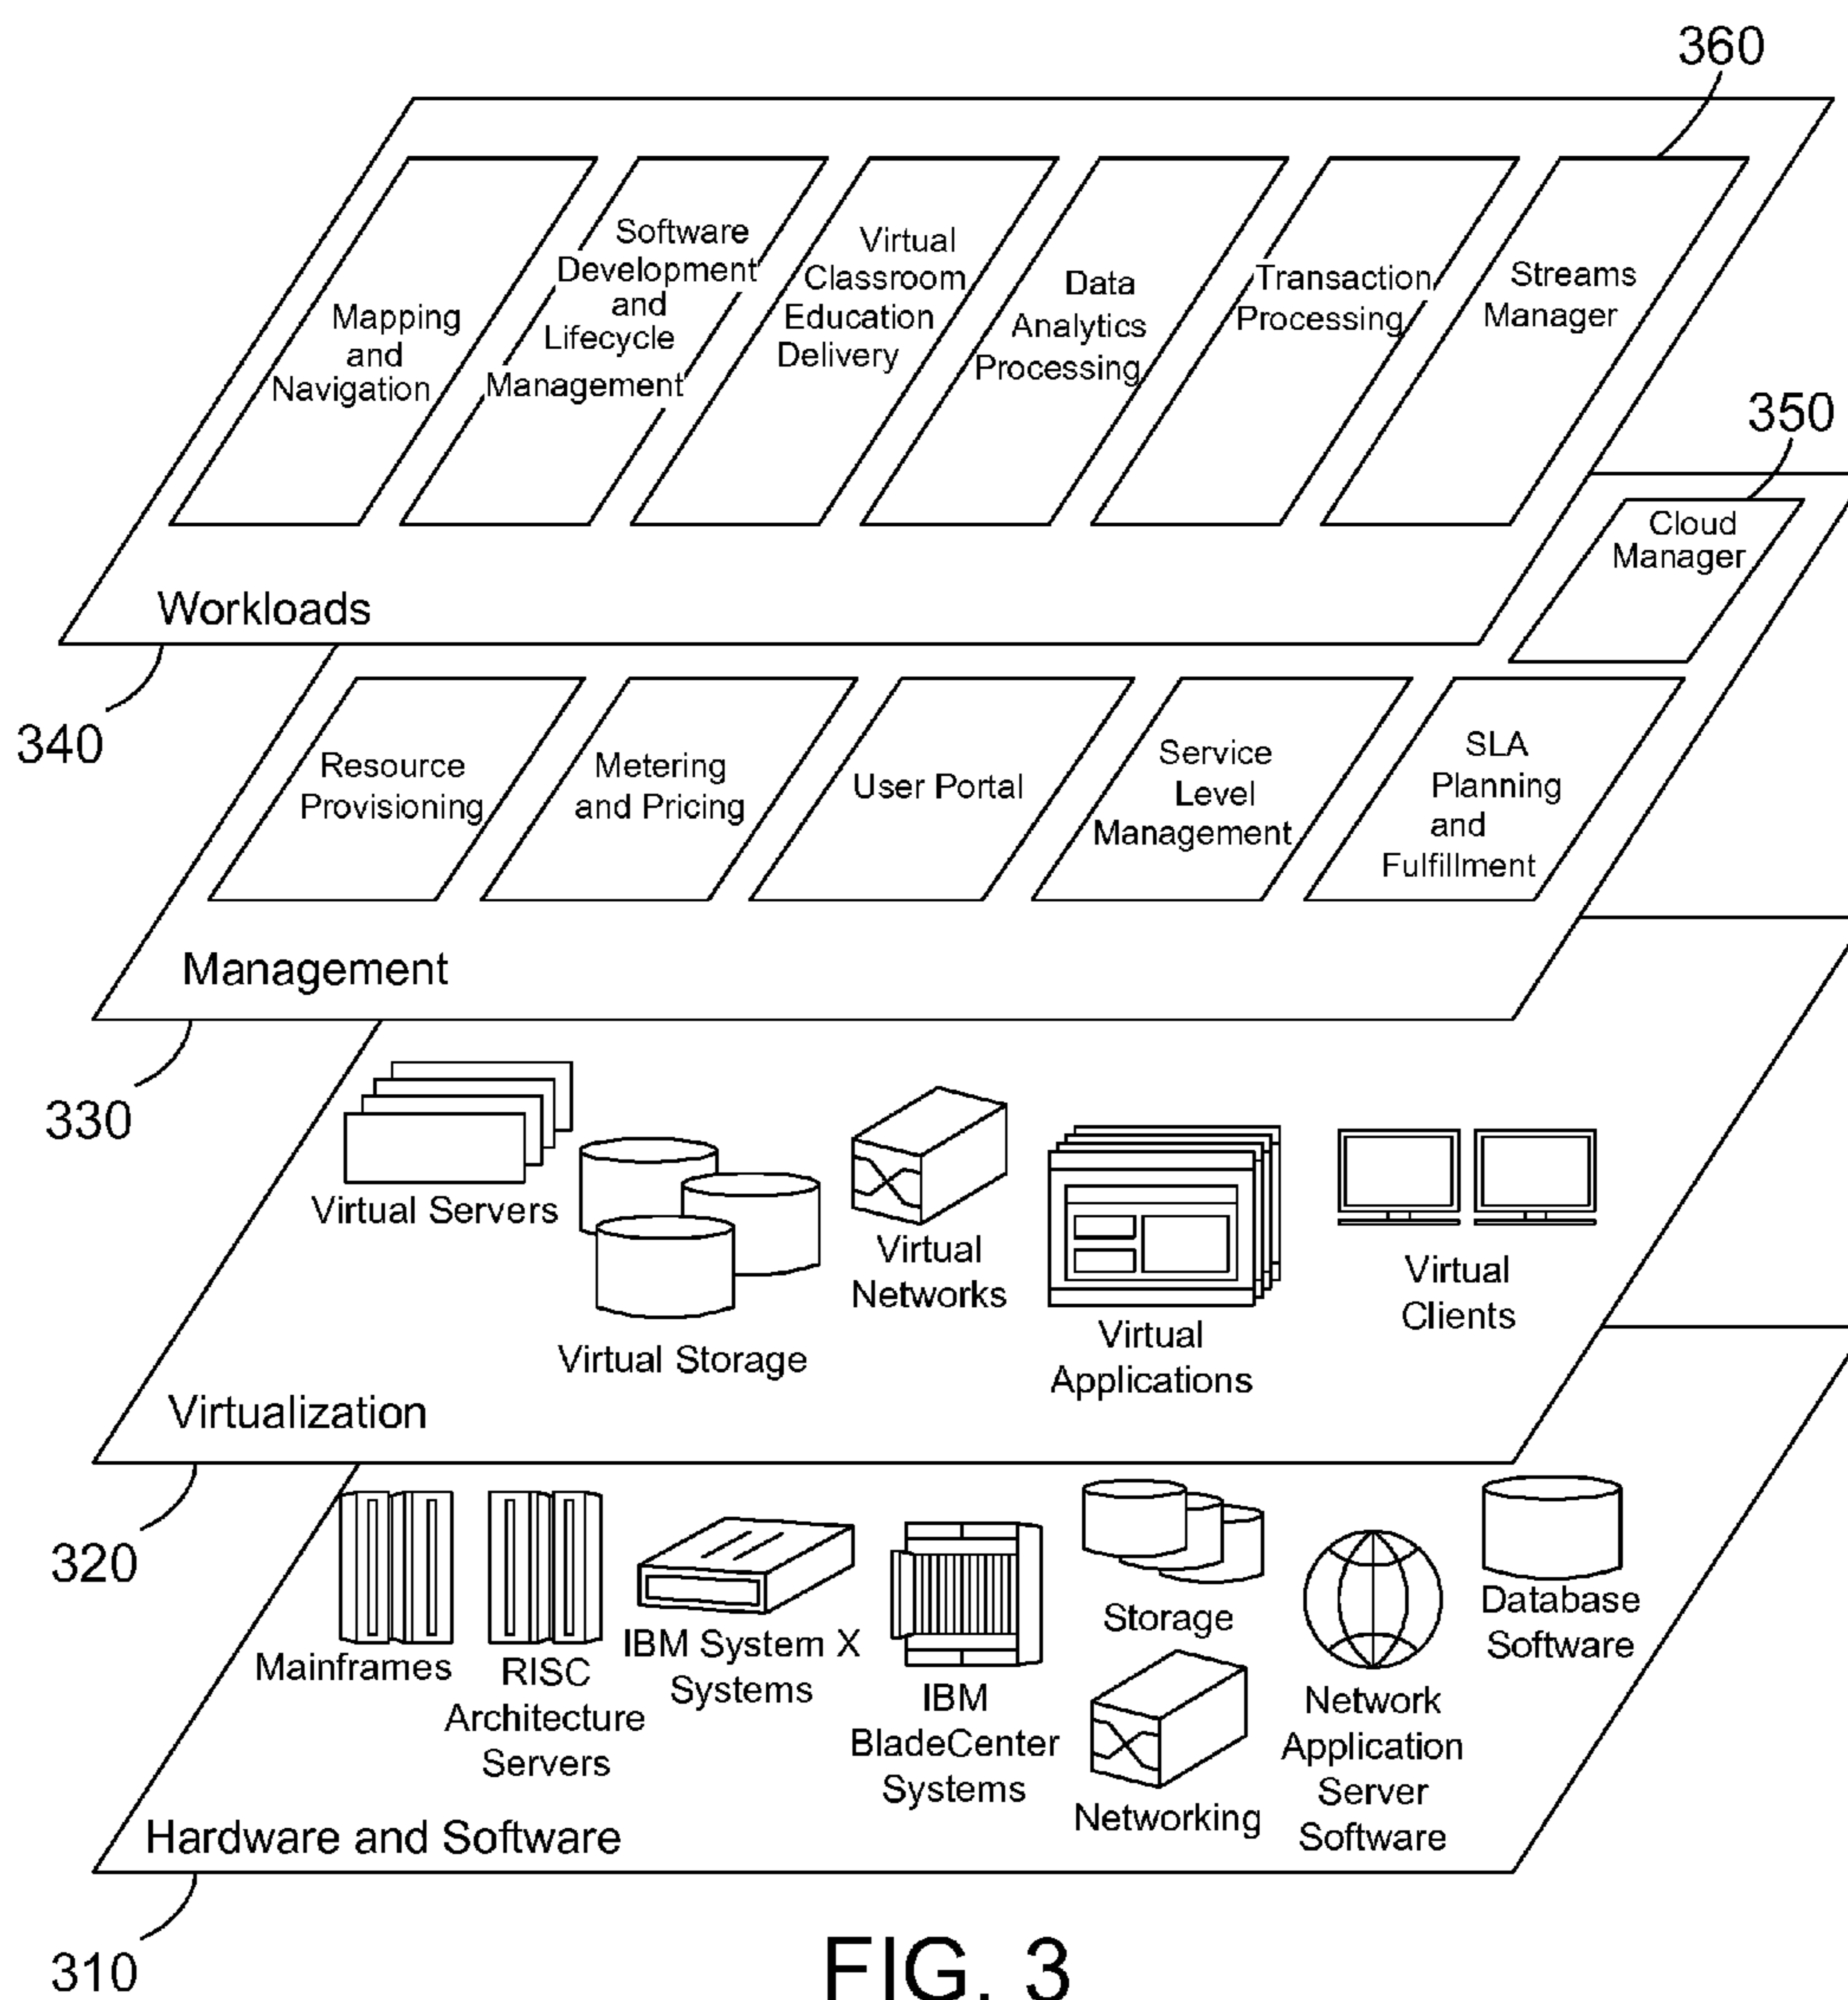 360
Mapping
and
Navigation
Software
Development
and
Lifecycle
Management
Virtual
Classroom
Education
Delivery
Data
Analytics
Processing
Transaction
Processing
Streams
Manager
350
Cloud
Manager
Workloads
340
Resource
Provisioning
Metering
and Pricing
User Portal
Service
Level
Management
SLA
Planning
and
Fulfillment
Management
330
Virtual Servers
Virtual Storage
Virtual
Networks
Virtual
Applications
Virtual
Clients
Virtualization
320
Mainframes
RISC
Architecture
Servers
IBM System X
Systems
IBM
BladeCenter
Systems
Storage
Networking
Network
Application
Server
Software
Database
Software
Hardware and Software
310
FIG. 3